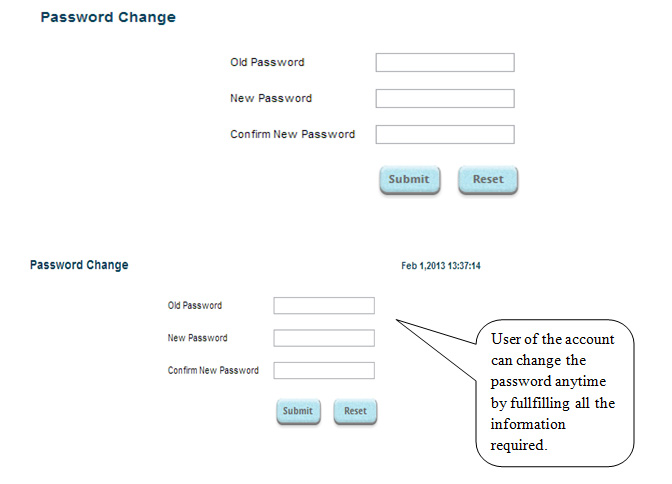 Password Change
Old Password
New Password
Confirm New Password
Submit Reset
Password Change Feb 1,2013 13:37:14
Old Password
New Password
Confirm New Password
Submit Reset
User of the account
can change the
password anytime
by fullfilling all the
information
required.